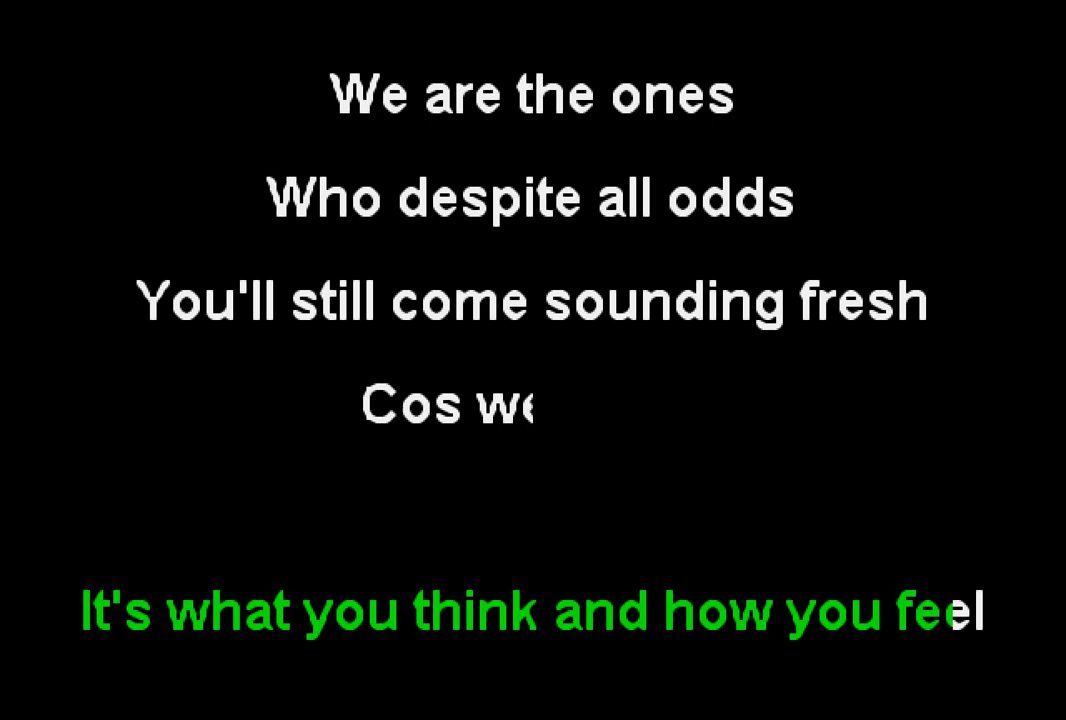 We are the ones
Who despite all odds
You'll still come sounding fresh
Cos we
It's what you think and how you feel